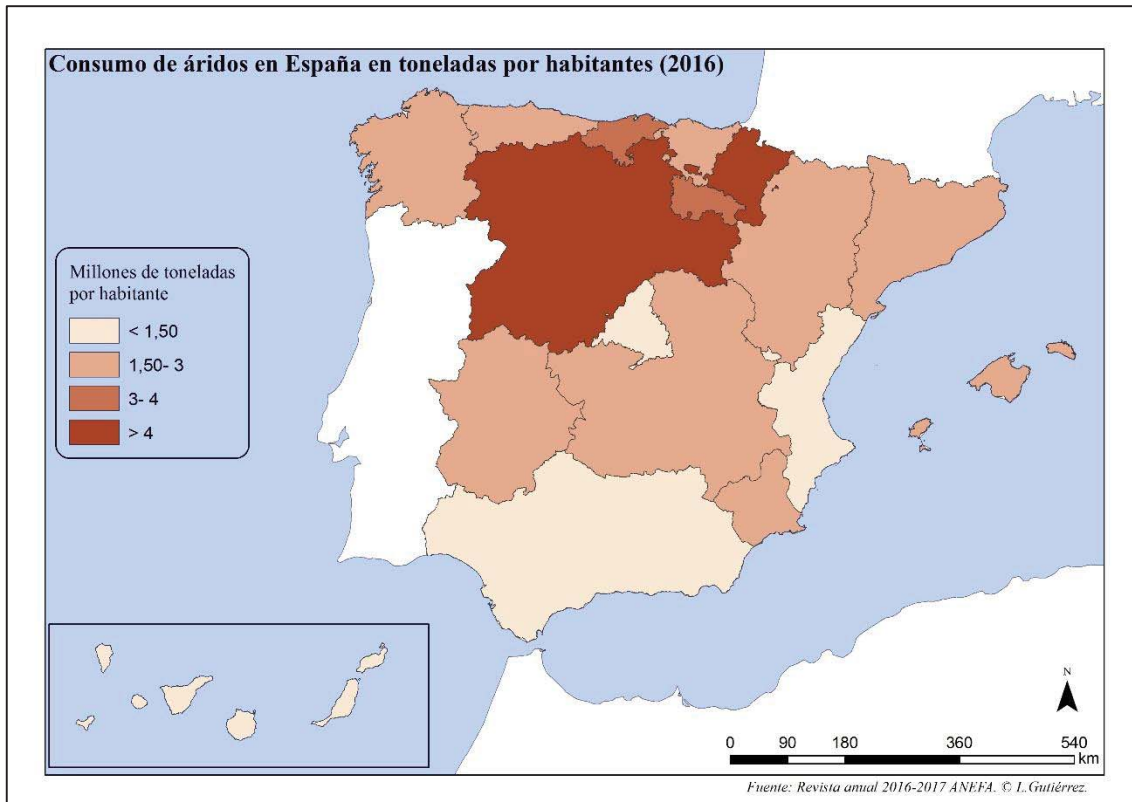 Consumo de áridos en España en toneladas por habitantes (2016)
Millones de toneladas
por habitante
< 1,50
1,50- 3
3- 4
> 4
N
0 90 180 360 540
km
Fuente: Revista anual 2016-2017 ANEFA. © L.Gutiérrez.